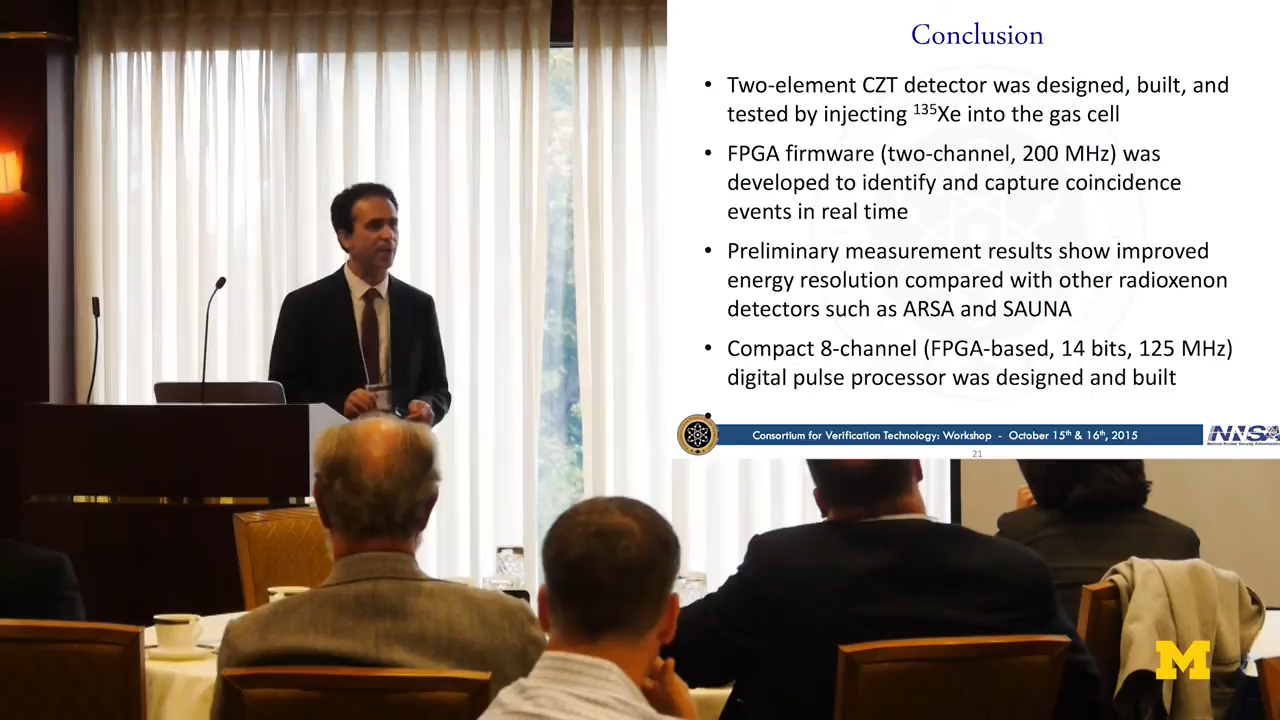 Conclusion
• Two-element CZT detector was designed, built, and
tested by injecting ¹³⁵Xe into the gas cell
• FPGA firmware (two-channel, 200 MHz) was
developed to identify and capture coincidence
events in real time
• Preliminary measurement results show improved
energy resolution compared with other radioxenon
detectors such as ARSA and SAUNA
• Compact 8-channel (FPGA-based, 14 bits, 125 MHz)
digital pulse processor was designed and built
Consortium for Verification Technology: Workshop - October 15th & 16th, 2015
NNSA
21
M